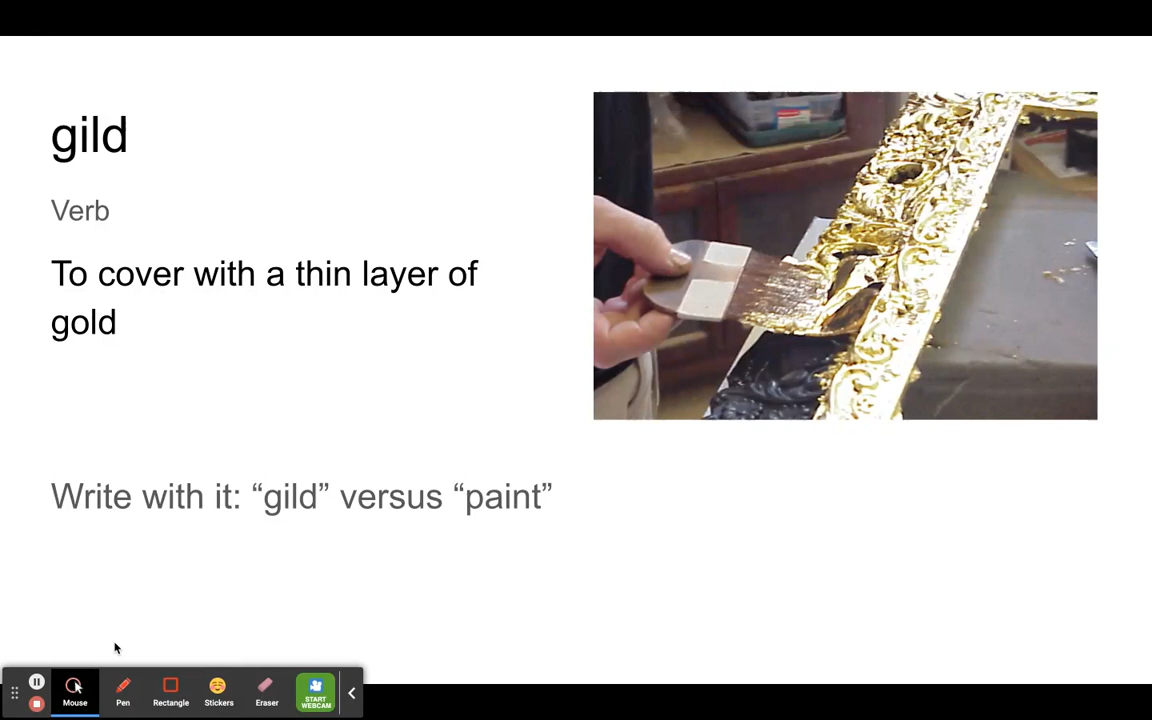 gild
Verb
To cover with a thin layer of
gold
Write with it: “gild” versus “paint”
Mouse
Pen
Rectangle
Stickers
Eraser
START
WEBCAM